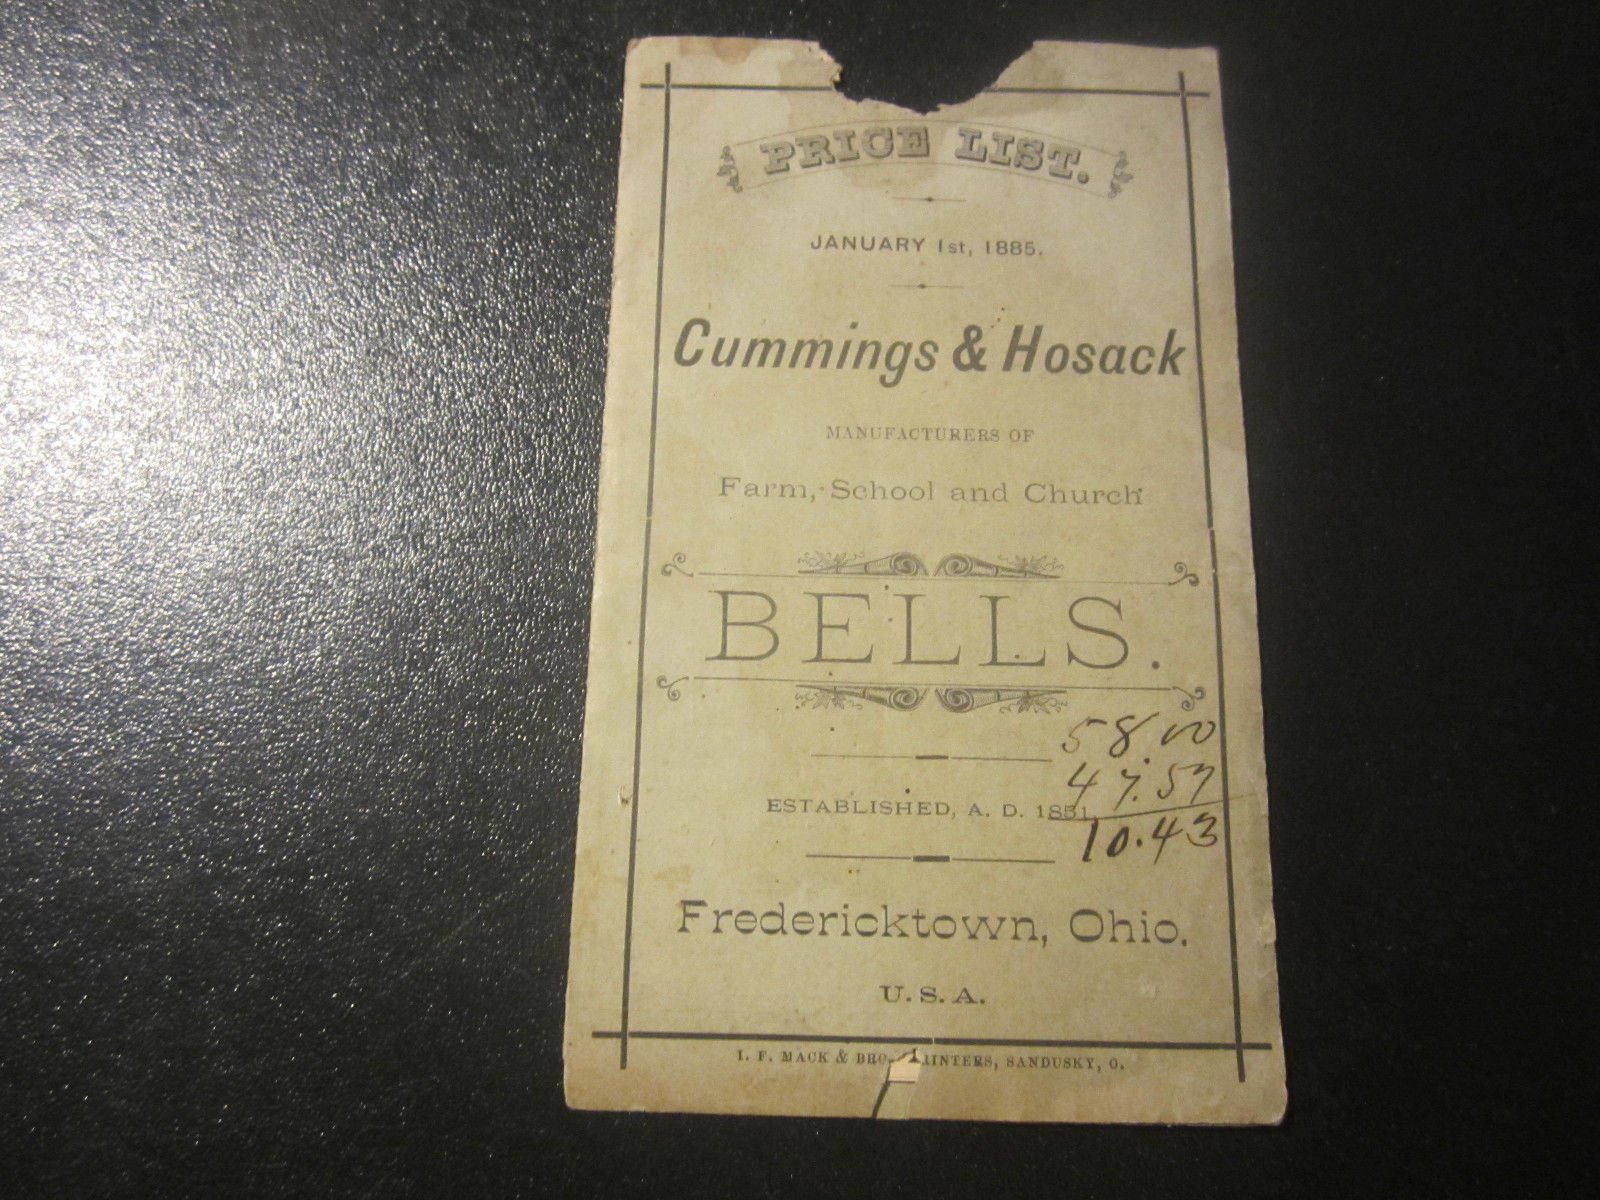 PRICE LIST.
JANUARY 1st, 1885.
Cummings & Hosack
MANUFACTURERS OF
Farm, School and Church
BELLS.
58.00
47.57
ESTABLISHED, A. D. 1851.
10.43
Fredericktown, Ohio.
U. S. A.
I. F. MACK & BRO. PRINTERS, SANDUSKY, O.